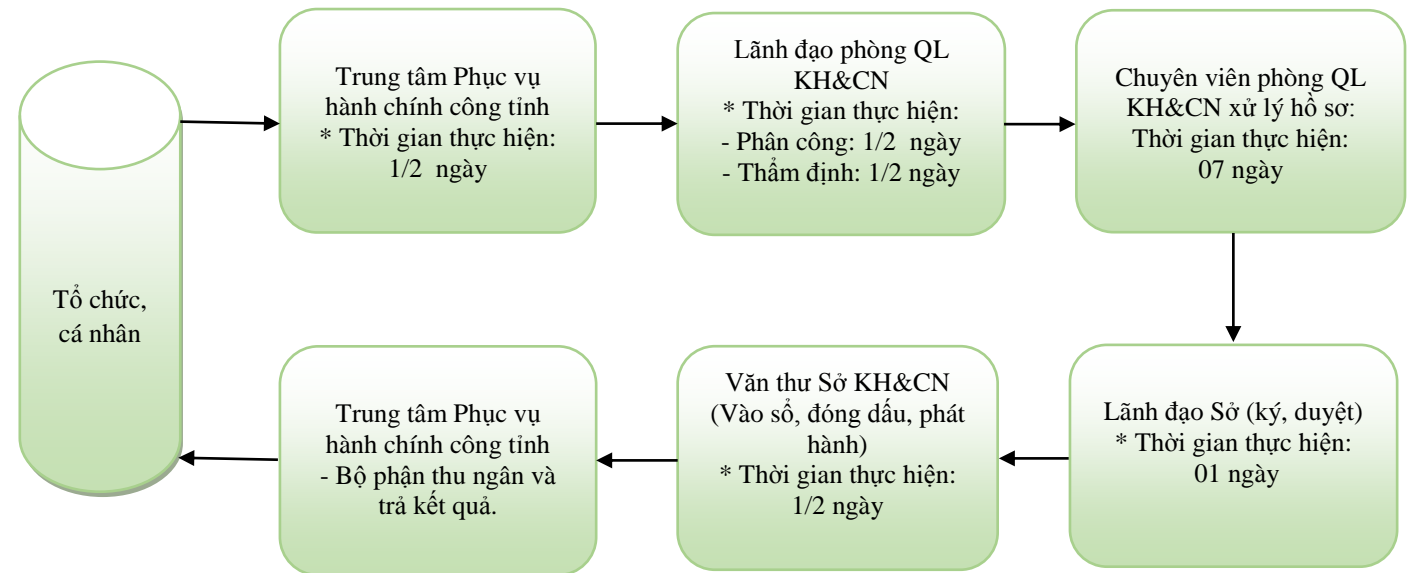 Tổ chức,
cá nhân
Trung tâm Phục vụ
hành chính công tỉnh
* Thời gian thực hiện:
1/2 ngày
Lãnh đạo phòng QL
KH&CN
* Thời gian thực hiện:
- Phân công: 1/2 ngày
- Thẩm định: 1/2 ngày
Chuyên viên phòng QL
KH&CN xử lý hồ sơ:
Thời gian thực hiện:
07 ngày
Lãnh đạo Sở (ký, duyệt)
* Thời gian thực hiện:
01 ngày
Văn thư Sở KH&CN
(Vào sổ, đóng dấu, phát
hành)
* Thời gian thực hiện:
1/2 ngày
Trung tâm Phục vụ
hành chính công tỉnh
- Bộ phận thu ngân và
trả kết quả.